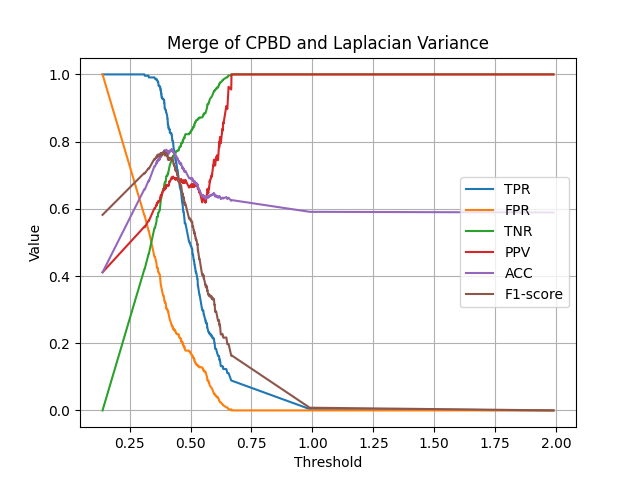 Merge of CPBD and Laplacian Variance
1.0
0.8
0.6
0.4
0.2
0.0
Value
TPR
FPR
TNR
PPV
ACC
F1-score
0.25 0.50 0.75 1.00 1.25 1.50 1.75 2.00
Threshold